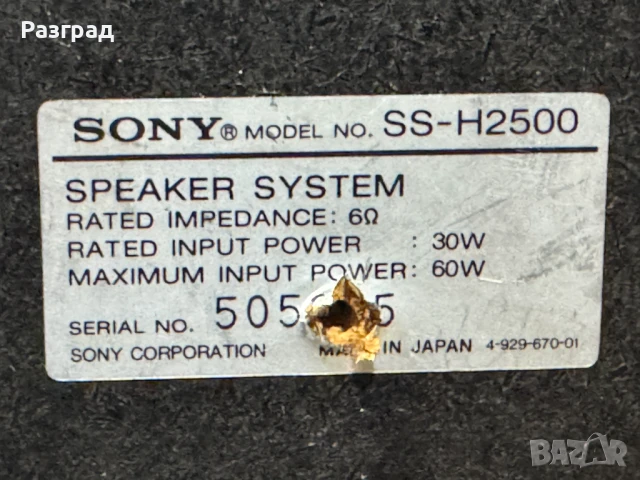 Разград
SONY® MODEL NO. SS-H2500
SPEAKER SYSTEM
RATED IMPEDANCE: 6Ω
RATED INPUT POWER : 30W
MAXIMUM INPUT POWER: 60W
SERIAL NO.
SONY CORPORATION IN JAPAN 4-929-670-01
BAZAR